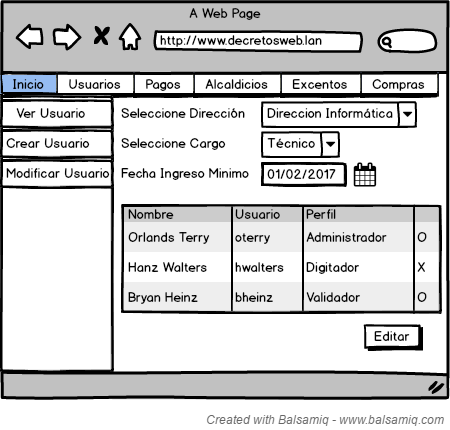 A Web Page
http://www.decretosweb.lan
Inicio Usuarios Pagos Alcaldicios Excentos Compras
Ver Usuario
Crear Usuario
Modificar Usuario
Seleccione Dirección Direccion Informática
Seleccione Cargo Técnico
Fecha Ingreso Minimo 01/02/2017
Nombre Usuario Perfil
Orlands Terry oterry Administrador O
Hanz Walters hwalters Digitador X
Bryan Heinz bheinz Validador O
Editar
Created with Balsamiq - www.balsamiq.com